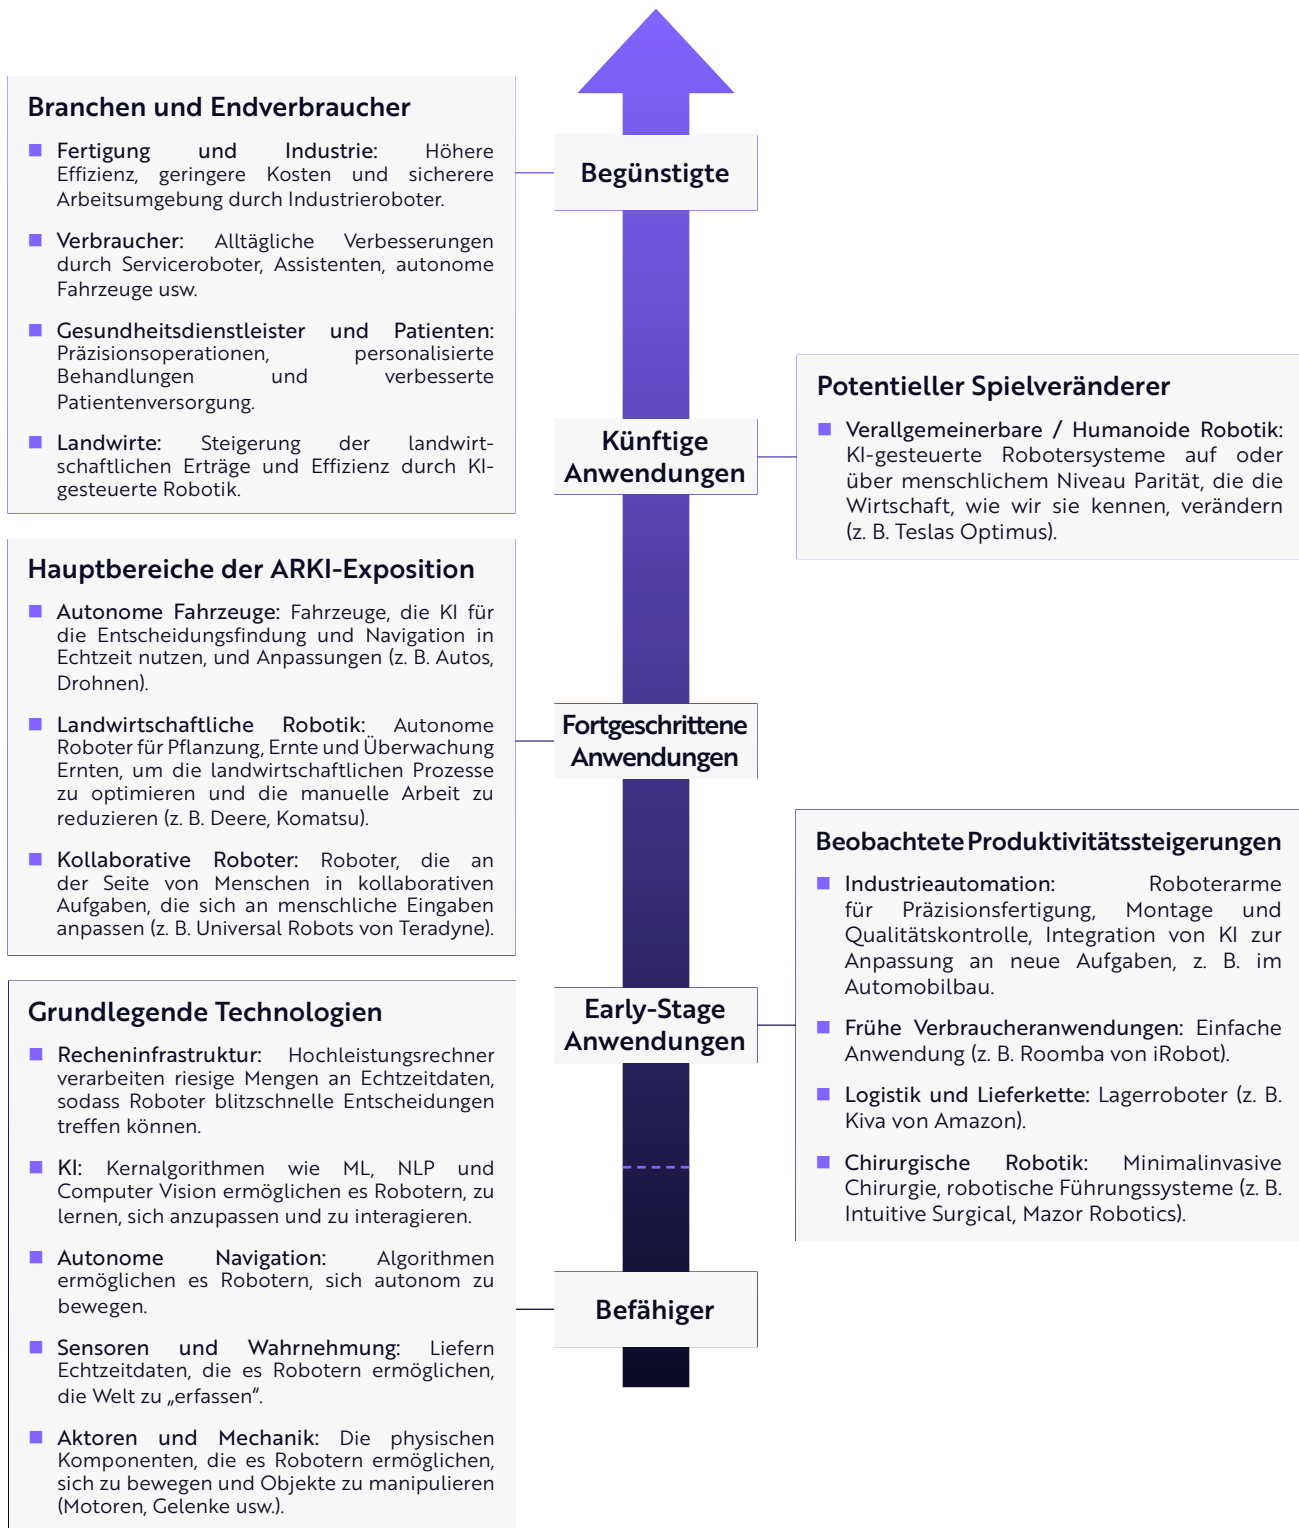 Branchen und Endverbraucher
Fertigung und Industrie: Höhere
Effizienz, geringere Kosten und sicherere
Arbeitsumgebung durch Industrieroboter.
Verbraucher: Alltägliche Verbesserungen
durch Serviceroboter, Assistenten, autonome
Fahrzeuge usw.
Gesundheitsdienstleister und Patienten:
Präzisionsoperationen, personalisierte
Behandlungen und verbesserte
Patientenversorgung.
Landwirte: Steigerung der landwirt-
schaftlichen Erträge und Effizienz durch KI-
gesteuerte Robotik.
Begünstigte
Künftige
Anwendungen
Potentieller Spielveränderer
Verallgemeinerbare / Humanoide Robotik:
KI-gesteuerte Robotersysteme auf oder
über menschlichem Niveau Parität, die die
Wirtschaft, wie wir sie kennen, verändern
(z. B. Teslas Optimus).
Hauptbereiche der ARKI-Exposition
Autonome Fahrzeuge: Fahrzeuge, die KI für
die Entscheidungsfindung und Navigation in
Echtzeit nutzen, und Anpassungen (z. B. Autos,
Drohnen).
Landwirtschaftliche Robotik: Autonome
Roboter für Pflanzung, Ernte und Überwachung
Ernten, um die landwirtschaftlichen Prozesse
zu optimieren und die manuelle Arbeit zu
reduzieren (z. B. Deere, Komatsu).
Kollaborative Roboter: Roboter, die an
der Seite von Menschen in kollaborativen
Aufgaben, die sich an menschliche Eingaben
anpassen (z. B. Universal Robots von Teradyne).
Fortgeschrittene
Anwendungen
Beobachtete Produktivitätssteigerungen
Industrieautomation: Roboterarme
für Präzisionsfertigung, Montage und
Qualitätskontrolle, Integration von KI zur
Anpassung an neue Aufgaben, z. B. im
Automobilbau.
Frühe Verbraucheranwendungen: Einfache
Anwendung (z. B. Roomba von iRobot).
Logistik und Lieferkette: Lagerroboter (z. B.
Kiva von Amazon).
Chirurgische Robotik: Minimalinvasive
Chirurgie, robotische Führungssysteme (z. B.
Intuitive Surgical, Mazor Robotics).
Early-Stage
Anwendungen
Grundlegende Technologien
Recheninfrastruktur: Hochleistungsrechner
verarbeiten riesige Mengen an Echtzeitdaten,
sodass Roboter blitzschnelle Entscheidungen
treffen können.
KI: Kernalgorithmen wie ML, NLP und
Computer Vision ermöglichen es Robotern, zu
lernen, sich anzupassen und zu interagieren.
Autonome Navigation: Algorithmen
ermöglichen es Robotern, sich autonom zu
bewegen.
Sensoren und Wahrnehmung: Liefern
Echtzeitdaten, die es Robotern ermöglichen,
die Welt zu „erfassen“.
Aktoren und Mechanik: Die physischen
Komponenten, die es Robotern ermöglichen,
sich zu bewegen und Objekte zu manipulieren
(Motoren, Gelenke usw.).
Befähiger